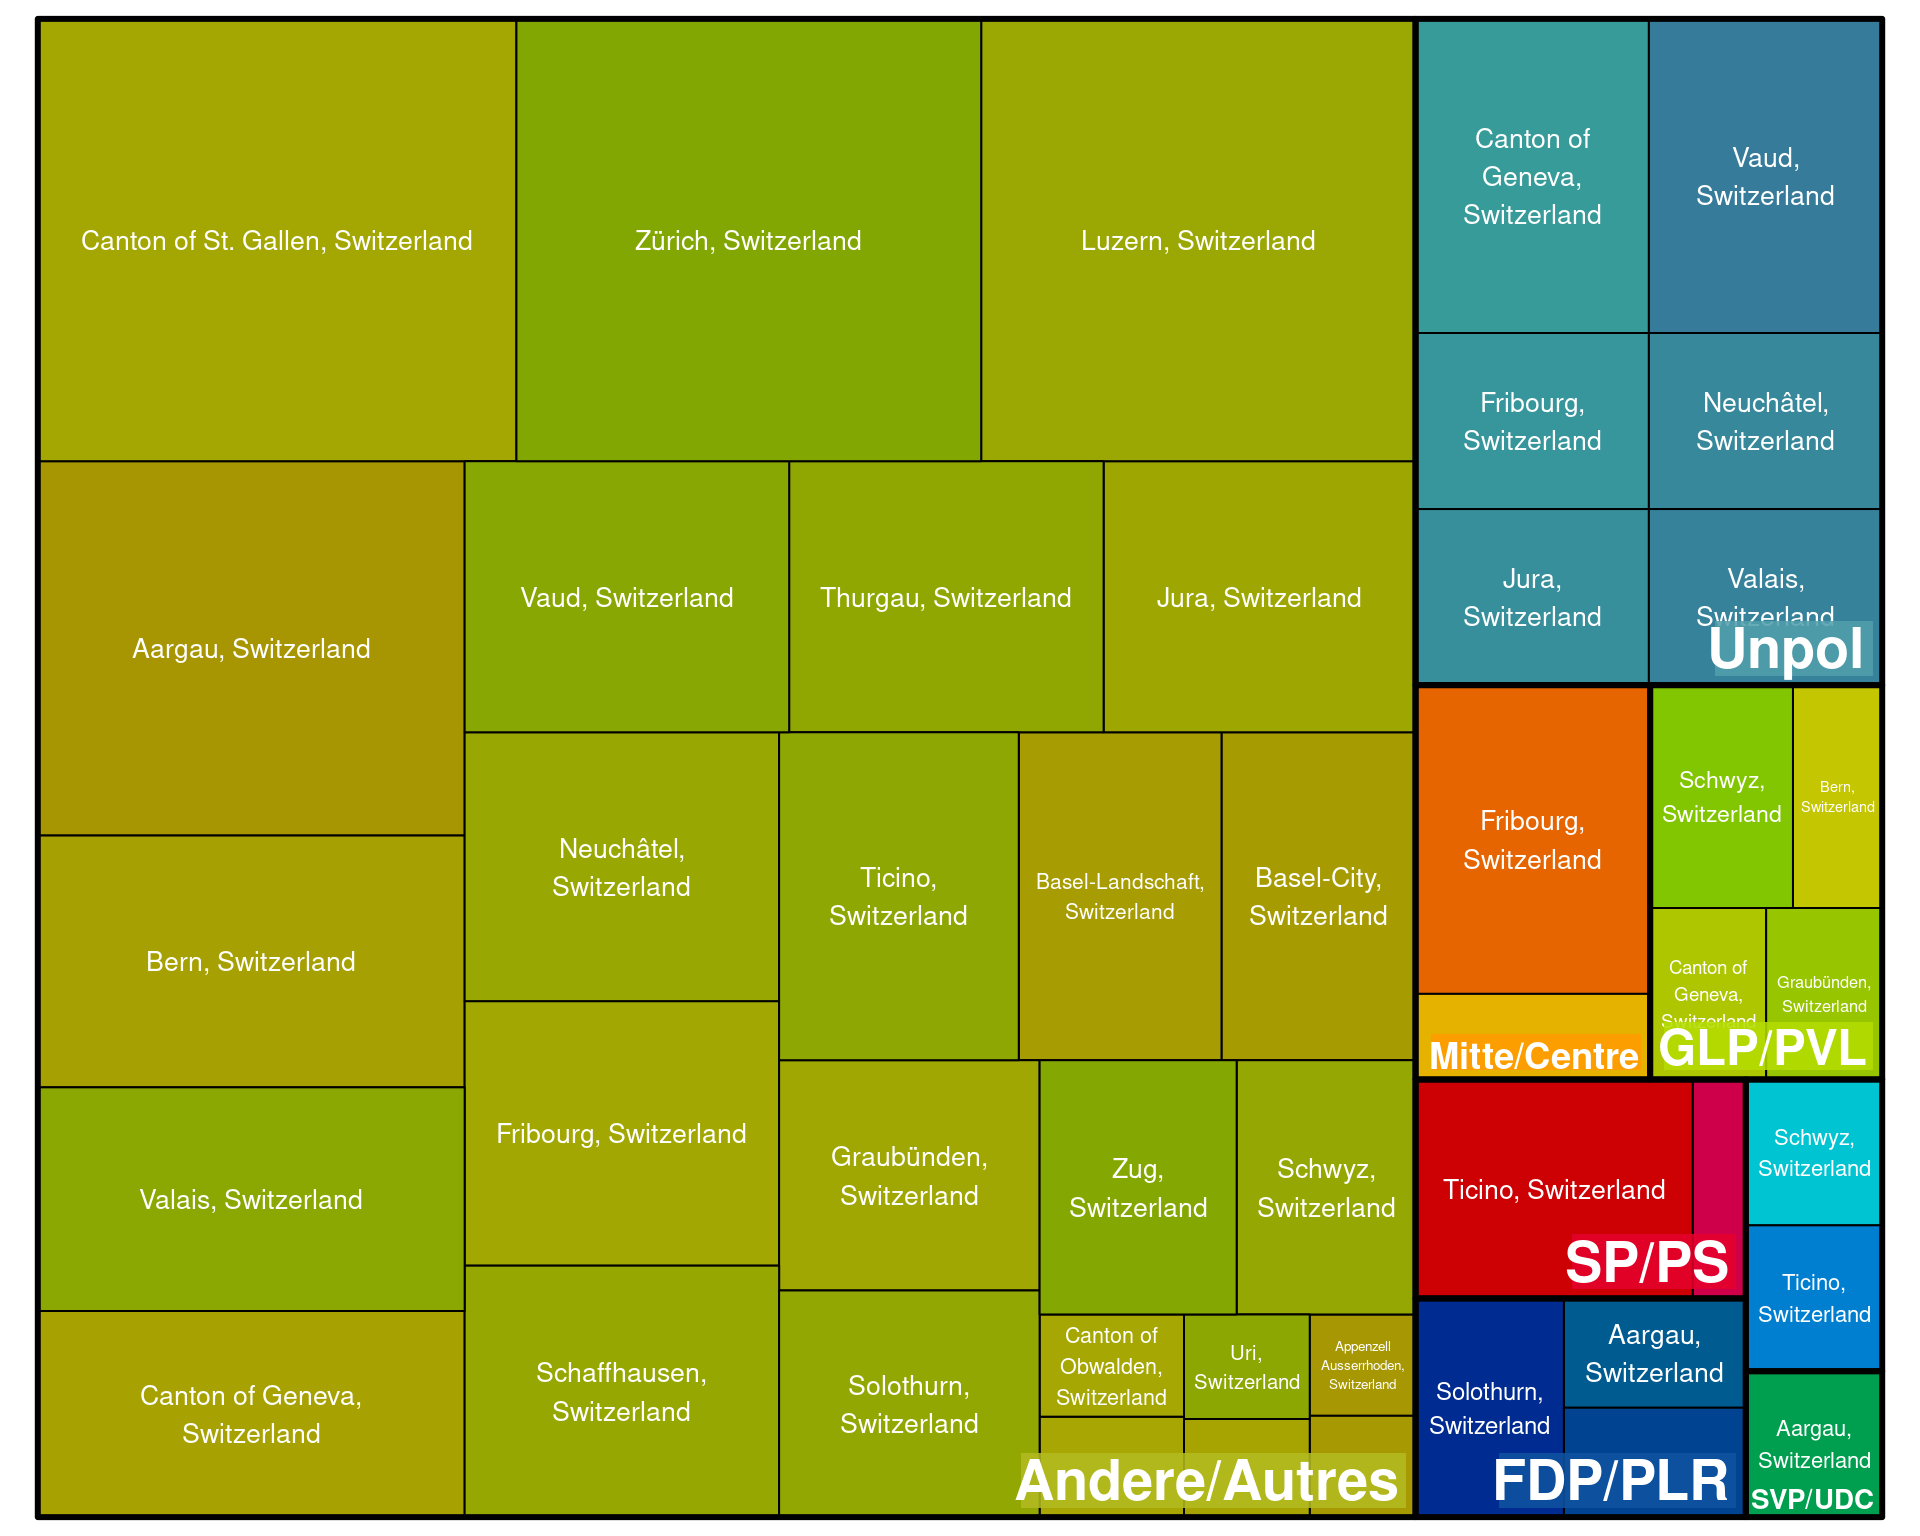 Canton of St. Gallen, Switzerland
Zürich, Switzerland
Luzern, Switzerland
Aargau, Switzerland
Vaud, Switzerland
Thurgau, Switzerland
Jura, Switzerland
Bern, Switzerland
Neuchâtel,
Switzerland
Ticino,
Switzerland
Basel-Landschaft,
Switzerland
Basel-City,
Switzerland
Valais, Switzerland
Fribourg, Switzerland
Graubünden,
Switzerland
Zug,
Switzerland
Schwyz,
Switzerland
Canton of Geneva,
Switzerland
Schaffhausen,
Switzerland
Solothurn,
Switzerland
Canton of
Obwalden,
Switzerland
Uri,
Switzerland
Appenzell
Ausserrhoden,
Switzerland
Andere/Autres
Canton of
Geneva,
Switzerland
Vaud,
Switzerland
Fribourg,
Switzerland
Neuchâtel,
Switzerland
Jura,
Switzerland
Valais,
Switzerland
Unpol
Fribourg,
Switzerland
Mitte/Centre
Schwyz,
Switzerland
Bern,
Switzerland
Canton of
Geneva,
Switzerland
Graubünden,
Switzerland
GLP/PVL
Ticino, Switzerland
SP/PS
Schwyz,
Switzerland
Ticino,
Switzerland
Solothurn,
Switzerland
Aargau,
Switzerland
FDP/PLR
Aargau,
Switzerland
SVP/UDC